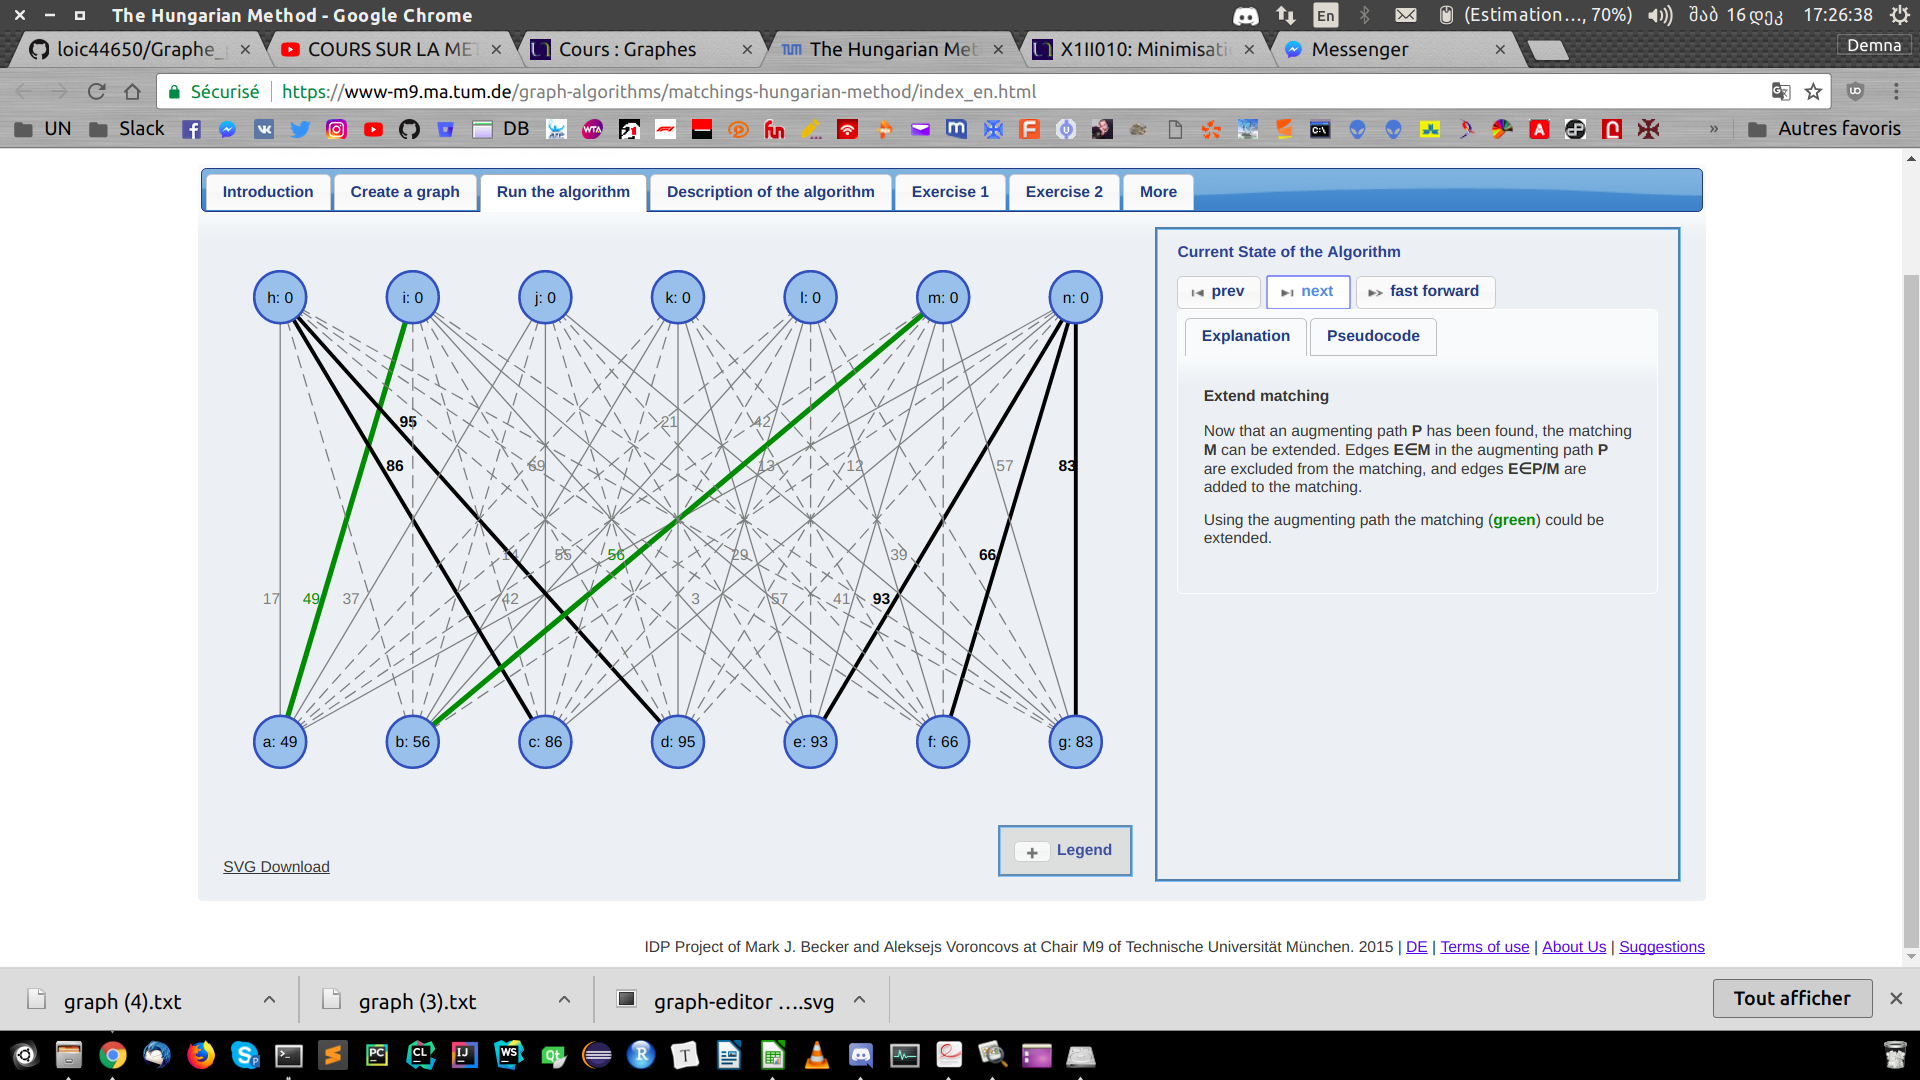 The Hungarian Method - Google Chrome
En
(Estimation…, 70%)
შაბ 16 დეკ
17:26:38
loic44650/Graphe_
COURS SUR LA MET
Cours : Graphes
TUM
The Hungarian Met
X1II010: Minimisati
Messenger
Demna
Sécurisé
https://www-m9.ma.tum.de/graph-algorithms/matchings-hungarian-method/index_en.html
UN
Slack
DB
»
Autres favoris
Introduction
Create a graph
Run the algorithm
Description of the algorithm
Exercise 1
Exercise 2
More
h: 0
i: 0
j: 0
k: 0
l: 0
m: 0
n: 0
95
21
42
86
69
13
12
57
83
14
55
56
29
39
66
17
49
37
42
3
57
41
93
a: 49
b: 56
c: 86
d: 95
e: 93
f: 66
g: 83
SVG Download
Legend
Current State of the Algorithm
prev
next
fast forward
Explanation
Pseudocode
Extend matching
Now that an augmenting path P has been found, the matching
M can be extended. Edges E∈M in the augmenting path P
are excluded from the matching, and edges E∈P/M are
added to the matching.
Using the augmenting path the matching (green) could be
extended.
IDP Project of Mark J. Becker and Aleksejs Voroncovs at Chair M9 of Technische Universität München. 2015 | DE | Terms of use | About Us | Suggestions
graph (4).txt
graph (3).txt
graph-editor ….svg
Tout afficher